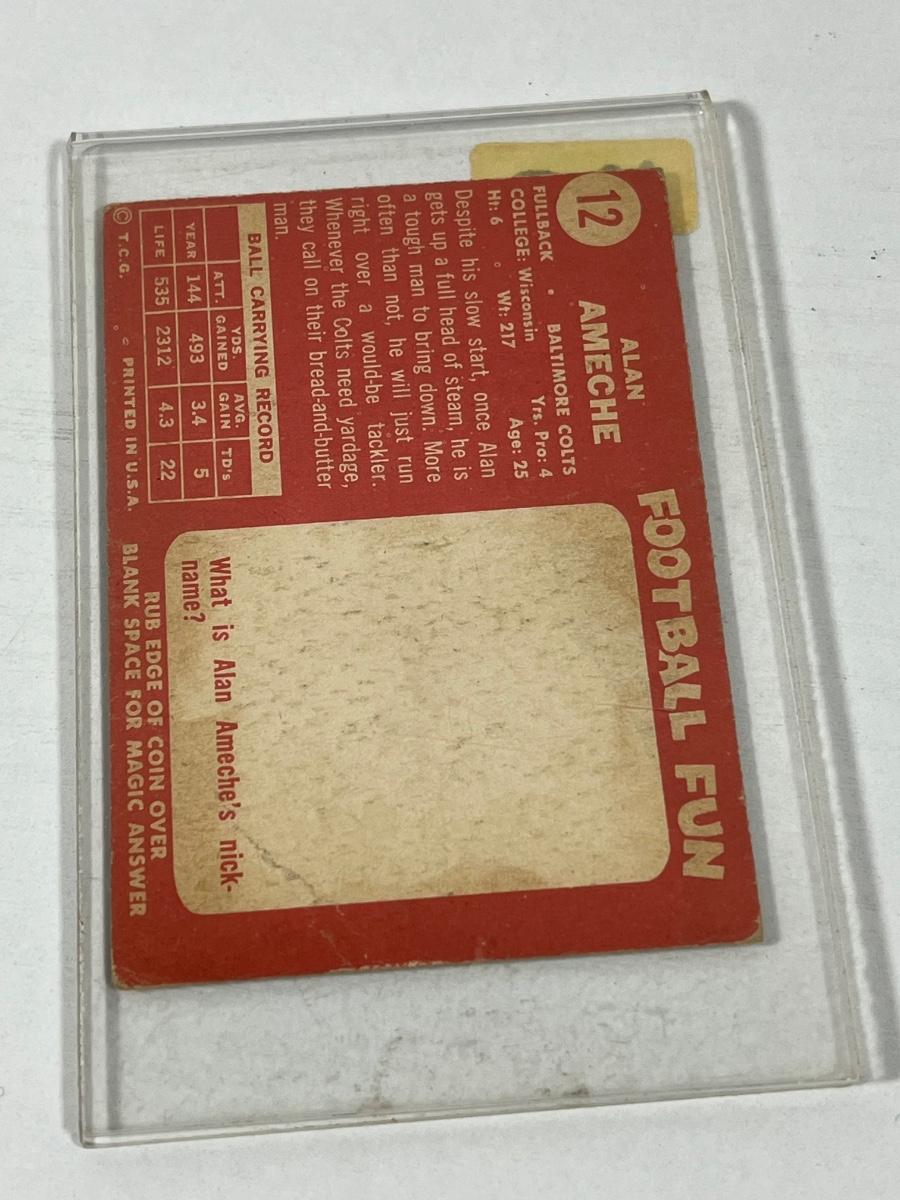 12
ALAN
AMECHE
FULLBACK • BALTIMORE COLTS
COLLEGE: Wisconsin Yrs. Pro: 4
Ht: 6 Wt: 217 Age: 25
Despite his slow start, once Alan
gets up a full head of steam, he is
a tough man to bring down. More
often than not, he will just run
right over a would-be tackler.
Whenever the Colts need yardage,
they call on their bread-and-butter
man.
BALL CARRYING RECORD
ATT. YDS. GAINED AVG. GAIN TD's
YEAR 144 493 3.4 5
LIFE 535 2312 4.3 22
© T.C.G. PRINTED IN U.S.A.
FOOTBALL FUN
What is Alan Ameche's nick-
name?
RUB EDGE OF COIN OVER
BLANK SPACE FOR MAGIC ANSWER